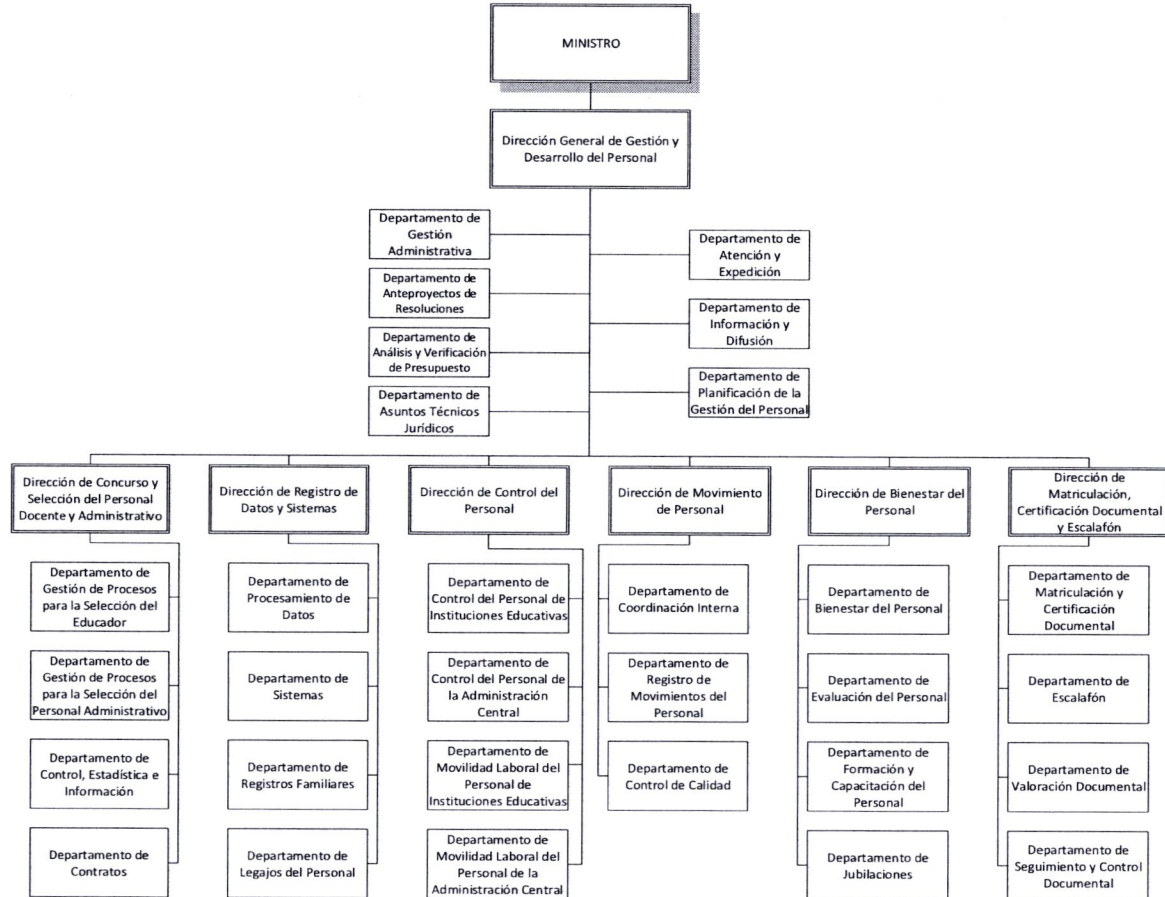 MINISTRO
Dirección General de Gestión y
Desarrollo del Personal
Departamento de
Gestión
Administrativa
Departamento de
Atención y
Expedición
Departamento de
Anteproyectos de
Resoluciones
Departamento de
Información y
Difusión
Departamento de
Análisis y Verificación
de Presupuesto
Departamento de
Planificación de la
Gestión del Personal
Departamento de
Asuntos Técnicos
Jurídicos
Dirección de Concurso y
Selección del Personal
Docente y Administrativo
Dirección de Registro de
Datos y Sistemas
Dirección de Control del
Personal
Dirección de Movimiento
de Personal
Dirección de Bienestar del
Personal
Dirección de
Matriculación,
Certificación Documental
y Escalafón
Departamento de
Gestión de Procesos
para la Selección del
Educador
Departamento de
Procesamiento de
Datos
Departamento de
Control del Personal de
Instituciones Educativas
Departamento de
Coordinación Interna
Departamento de
Bienestar del Personal
Departamento de
Matriculación y
Certificación
Documental
Departamento de
Gestión de Procesos
para la Selección del
Personal Administrativo
Departamento de
Sistemas
Departamento de
Control del Personal de
la Administración
Central
Departamento de
Registro de
Movimientos del
Personal
Departamento de
Evaluación del Personal
Departamento de
Escalafón
Departamento de
Control, Estadística e
Información
Departamento de
Registros Familiares
Departamento de
Movilidad Laboral del
Personal de
Instituciones Educativas
Departamento de
Control de Calidad
Departamento de
Formación y
Capacitación del
Personal
Departamento de
Valoración Documental
Departamento de
Contratos
Departamento de
Legajos del Personal
Departamento de
Movilidad Laboral del
Personal de la
Administración Central
Departamento de
Jubilaciones
Departamento de
Seguimiento y Control
Documental